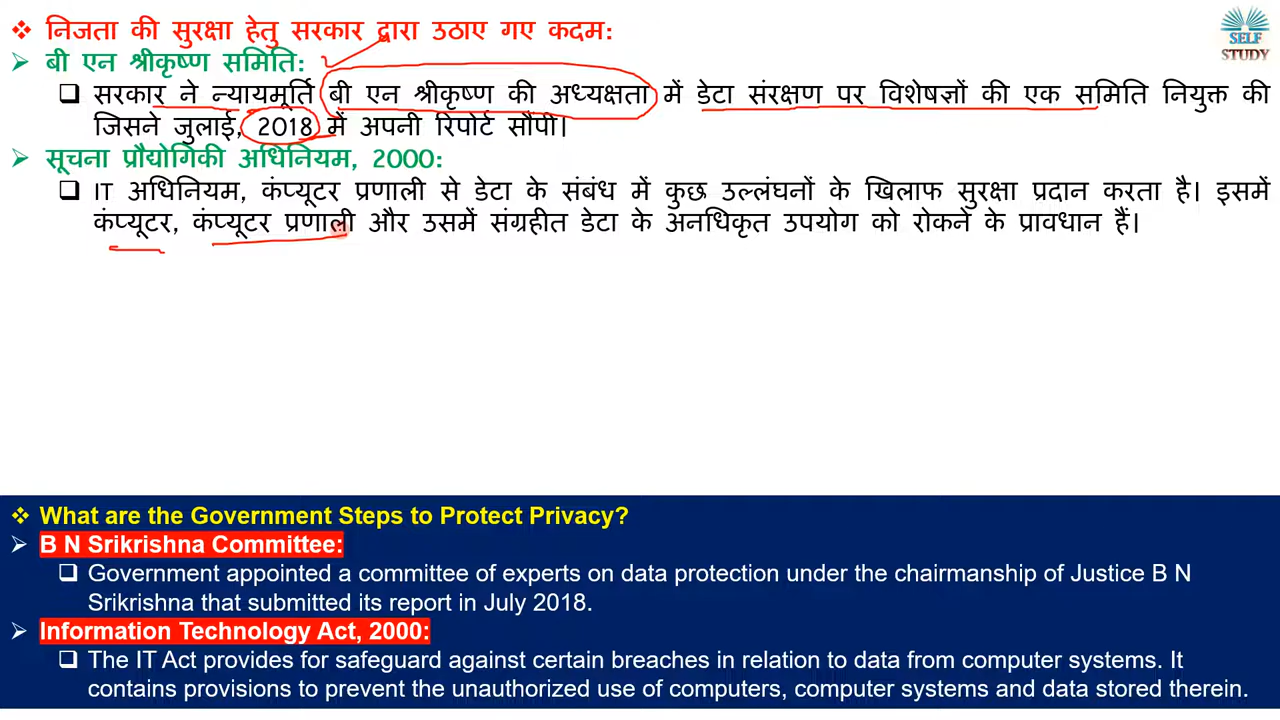 ❖ निजता की सुरक्षा हेतु सरकार द्वारा उठाए गए कदम:
SELF
STUDY
➢ बी एन श्रीकृष्ण समिति:
❑ सरकार ने न्यायमूर्ति बी एन श्रीकृष्ण की अध्यक्षता में डेटा संरक्षण पर विशेषज्ञों की एक समिति नियुक्त की
जिसने जुलाई, 2018 में अपनी रिपोर्ट सौंपी।
➢ सूचना प्रौद्योगिकी अधिनियम, 2000:
❑ IT अधिनियम, कंप्यूटर प्रणाली से डेटा के संबंध में कुछ उल्लंघनों के खिलाफ सुरक्षा प्रदान करता है। इसमें
कंप्यूटर, कंप्यूटर प्रणाली और उसमें संग्रहीत डेटा के अनधिकृत उपयोग को रोकने के प्रावधान हैं।
❖ What are the Government Steps to Protect Privacy?
➢ B N Srikrishna Committee:
❑ Government appointed a committee of experts on data protection under the chairmanship of Justice B N
Srikrishna that submitted its report in July 2018.
➢ Information Technology Act, 2000:
❑ The IT Act provides for safeguard against certain breaches in relation to data from computer systems. It
contains provisions to prevent the unauthorized use of computers, computer systems and data stored therein.